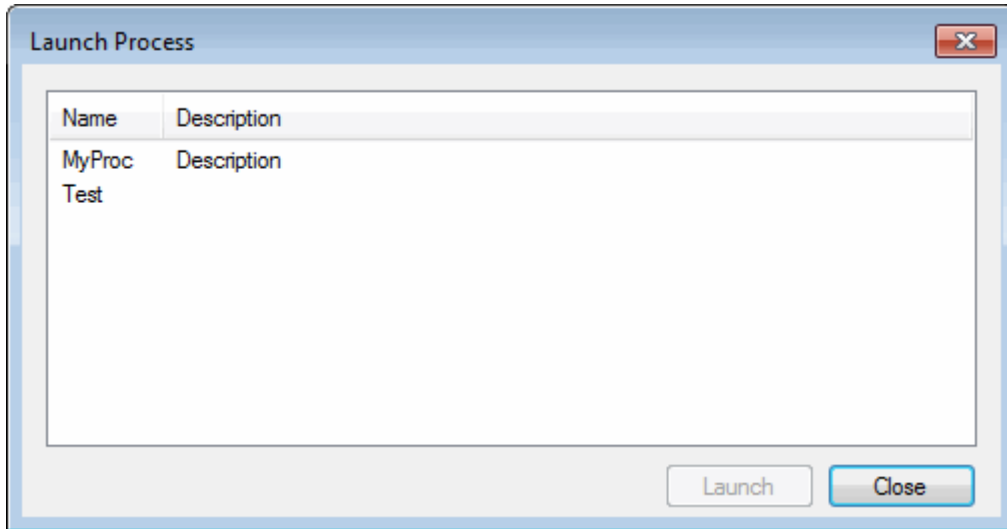 Launch Process
Name Description
MyProc Description
Test
Launch Close